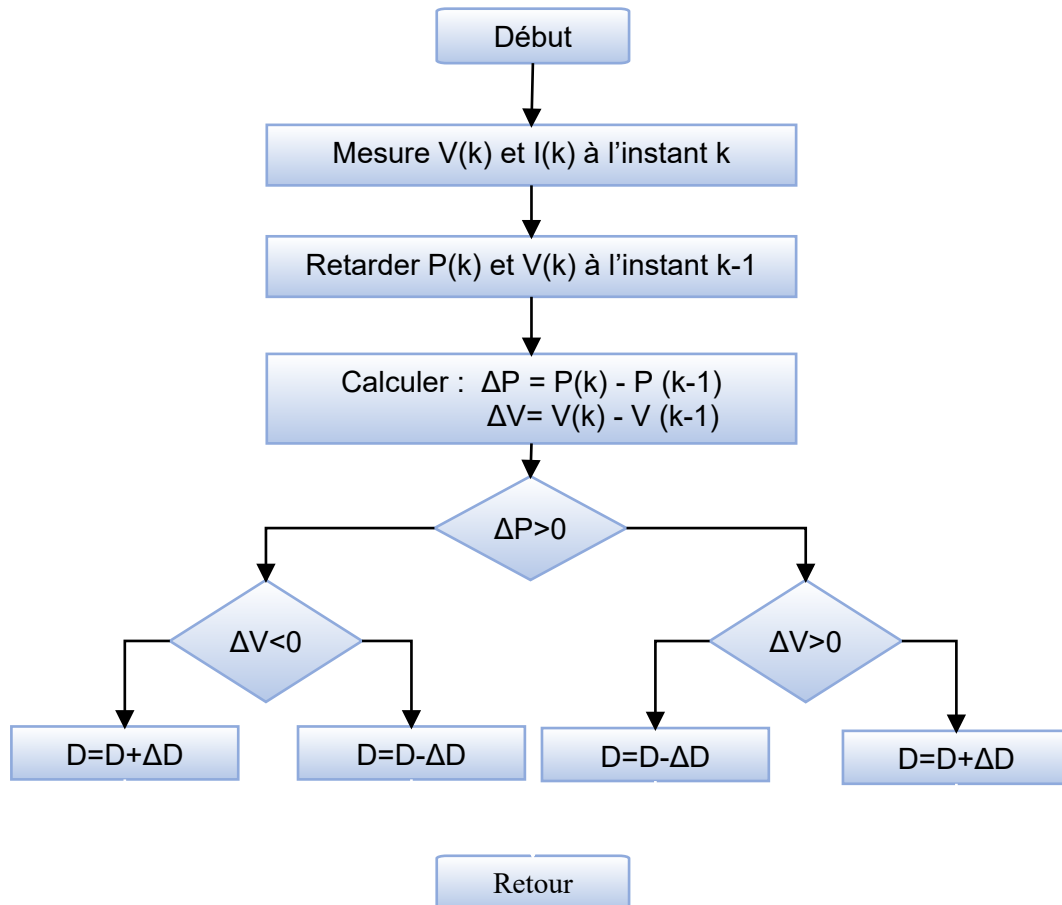 Début
Mesure V(k) et I(k) à l’instant k
Retarder P(k) et V(k) à l’instant k-1
Calculer : ΔP = P(k) - P (k-1)
ΔV= V(k) - V (k-1)
ΔP>0
ΔV<0
ΔV>0
D=D+ΔD
D=D-ΔD
D=D-ΔD
D=D+ΔD
Retour